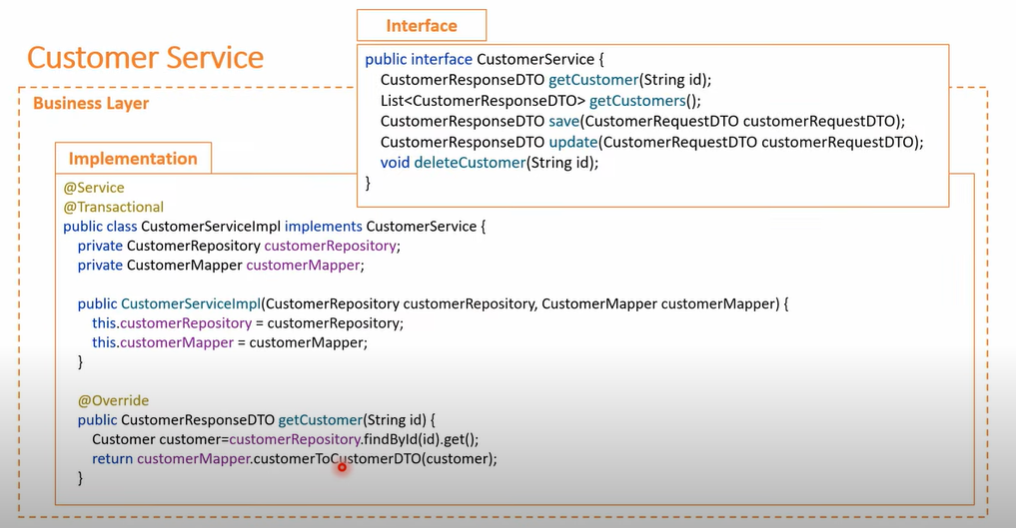 Customer Service
Interface
public interface CustomerService {
CustomerResponseDTO getCustomer(String id);
List<CustomerResponseDTO> getCustomers();
CustomerResponseDTO save(CustomerRequestDTO customerRequestDTO);
CustomerResponseDTO update(CustomerRequestDTO customerRequestDTO);
void deleteCustomer(String id);
}
Business Layer
Implementation
@Service
@Transactional
public class CustomerServiceImpl implements CustomerService {
private CustomerRepository customerRepository;
private CustomerMapper customerMapper;
public CustomerServiceImpl(CustomerRepository customerRepository, CustomerMapper customerMapper) {
this.customerRepository = customerRepository;
this.customerMapper = customerMapper;
}
@Override
public CustomerResponseDTO getCustomer(String id) {
Customer customer=customerRepository.findById(id).get();
return customerMapper.customerToCustomerDTO(customer);
}